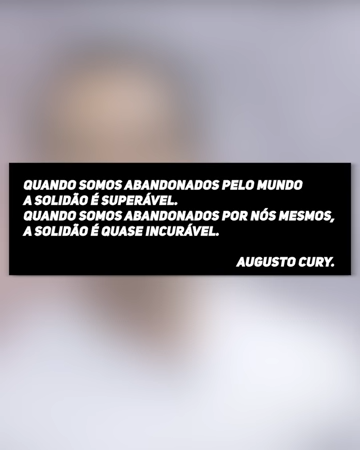 QUANDO SOMOS ABANDONADOS PELO MUNDO
A SOLIDÃO É SUPERÁVEL.
QUANDO SOMOS ABANDONADOS POR NÓS MESMOS,
A SOLIDÃO É QUASE INCURÁVEL.
AUGUSTO CURY.